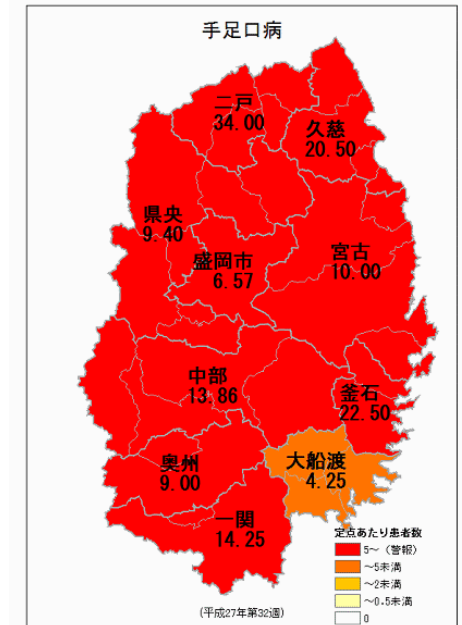 手足口病
二戸
34.00
久慈
20.50
県央
9.40
盛岡市
6.57
宮古
10.00
中部
13.86
釜石
22.50
奥州
9.00
大船渡
4.25
一関
14.25
定点あたり患者数
5～（警報）
～5未満
～2未満
～0.5未満
0
(平成27年第32週)